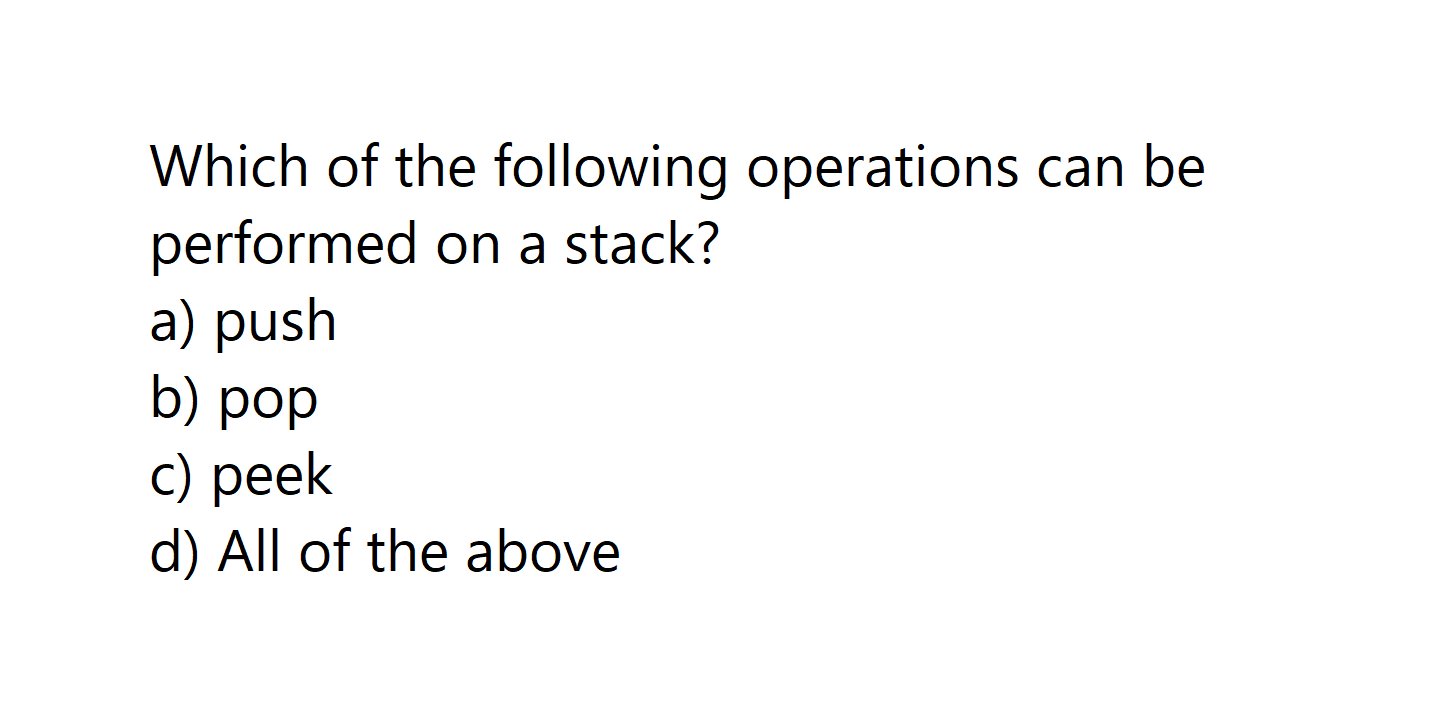 Which of the following operations can be
performed on a stack?
a) push
b) pop
c) peek
d) All of the above